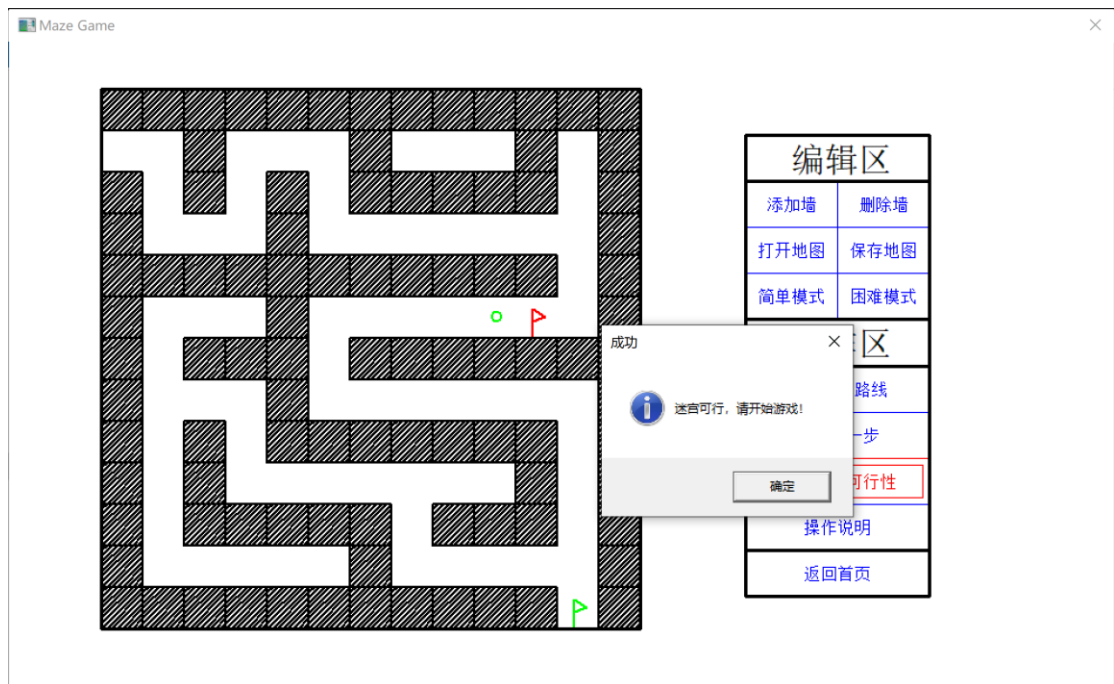 Maze Game
编辑区
添加墙 删除墙
打开地图 保存地图
简单模式 困难模式
区
成功
迷宫可行，请开始游戏!
确定
路线
一步
可行性
操作说明
返回首页